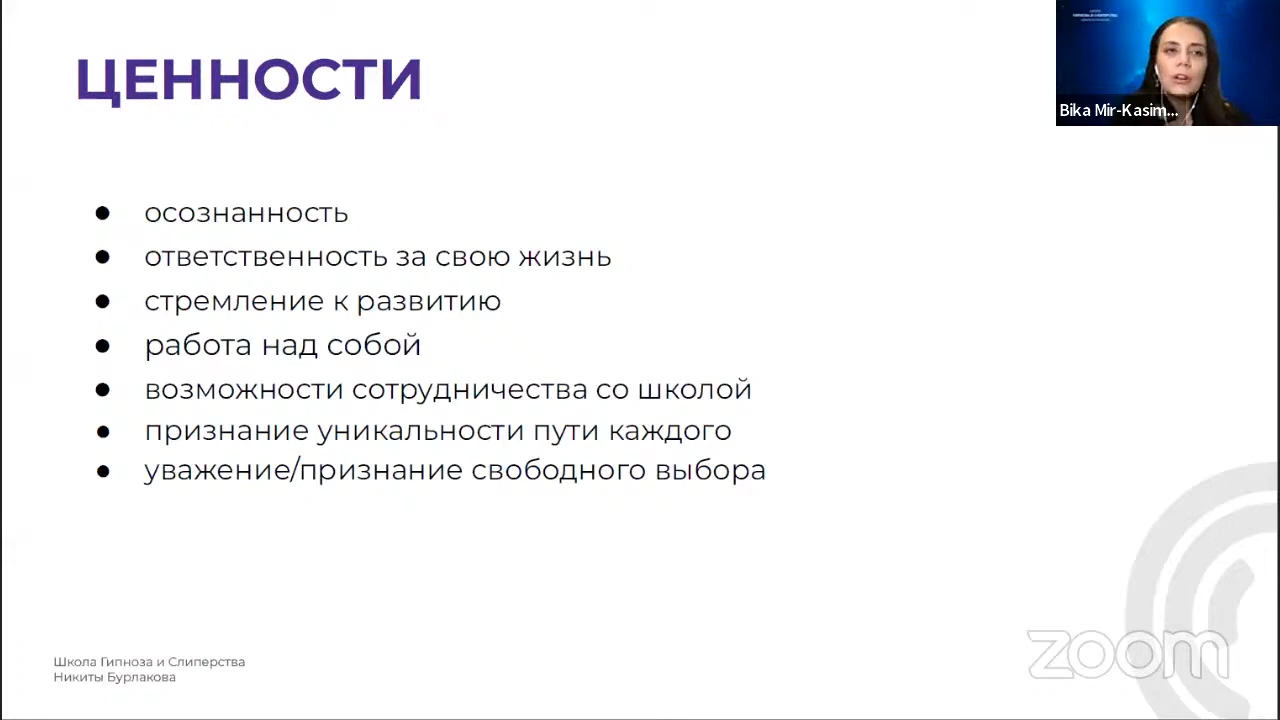 ЦЕННОСТИ
Bika Mir-Kasim...
● осознанность
● ответственность за свою жизнь
● стремление к развитию
● работа над собой
● возможности сотрудничества со школой
● признание уникальности пути каждого
● уважение/признание свободного выбора
Школа Гипноза и Слиперства
Никиты Бурлакова
zoom